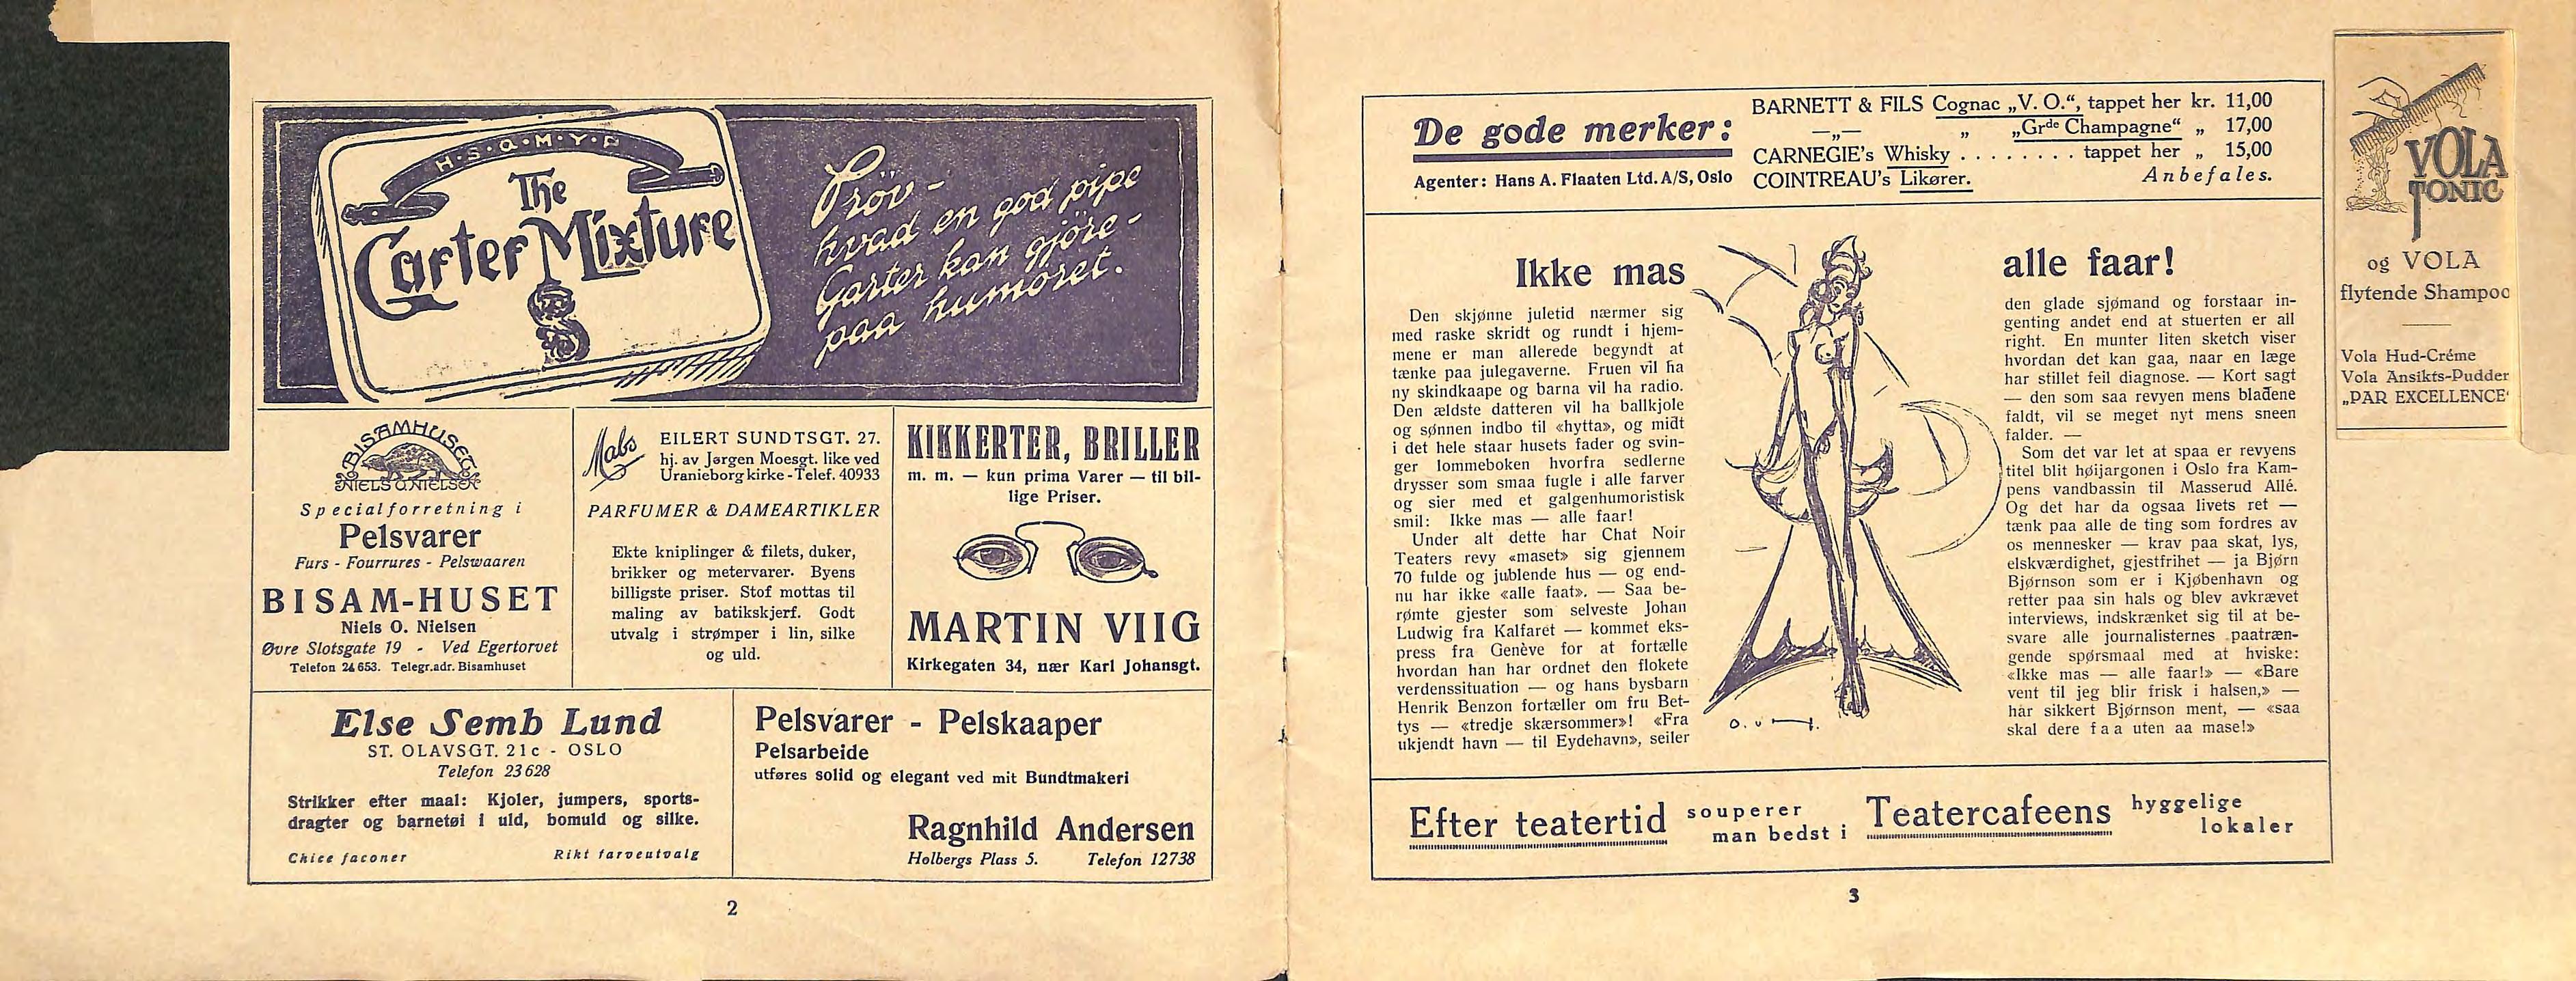 H·S·Q·M·Y·P
The
Carter Mixture
Pröv -
hvad en god pipe
Carter kan gjöre -
paa humöret.
BISAMHUSET
NIELS O. NIELSEN
Specialforretning i
Pelsvarer
Furs - Fourrures - Pelswaaren
BISAM-HUSET
Niels O. Nielsen
Øvre Slotsgate 19 - Ved Egertorvet
Telefon 24653. Telegr.adr. Bisamhuset
Mabs
EILERT SUNDTSGT. 27.
hj. av Jørgen Moesgt. like ved
Uranieborg kirke - Telef. 40933
PARFUMER & DAMEARTIKLER
Ekte kniplinger & filets, duker,
brikker og metervarer. Byens
billigste priser. Stof mottas til
maling av batikskjerf. Godt
utvalg i strømper i lin, silke
og uld.
KIKKERTER, BRILLER
m. m. — kun prima Varer — til bil-
lige Priser.
MARTIN VIIG
Kirkegaten 34, nær Karl Johansgt.
Else Semb Lund
ST. OLAVSGT. 21c - OSLO
Telefon 23628
Strikker efter maal: Kjoler, jumpers, sports-
dragter og barnetøi i uld, bomuld og silke.
Chice faconer Rikt farveutvalg
Pelsvarer - Pelskaaper
Pelsarbeide
utføres solid og elegant ved mit Bundtmakeri
Ragnhild Andersen
Holbergs Plass 5. Telefon 12738
2
De gode merker:
Agenter: Hans A. Flaaten Ltd. A/S, Oslo
BARNETT & FILS Cognac „V. O.“, tappet her kr. 11,00
—„— „ „Grde Champagne“ „ 17,00
CARNEGIE's Whisky . . . . . . . . tappet her „ 15,00
COINTREAU's Likører. Anbefales.
Ikke mas alle faar!
Den skjønne juletid nærmer sig
med raske skridt og rundt i hjem-
mene er man allerede begyndt at
tænke paa julegaverne. Fruen vil ha
ny skindkaape og barna vil ha radio.
Den ældste datteren vil ha ballkjole
og sønnen indbo til «hytta», og midt
i det hele staar husets fader og svin-
ger lommeboken hvorfra sedlerne
drysser som smaa fugle i alle farver
og sier med et galgenhumoristisk
smil: Ikke mas — alle faar!
Under alt dette har Chat Noir
Teaters revy «maset» sig gjennem
70 fulde og jublende hus — og end-
nu har ikke «alle faat». — Saa be-
rømte gjester som selveste Johan
Ludwig fra Kalfaret — kommet eks-
press fra Genève for at fortælle
hvordan han har ordnet den flokete
verdenssituation — og hans bysbarn
Henrik Benzon fortæller om fru Bet-
tys — «tredje skærsommer»! «Fra
ukjendt havn — til Eydehavn», seiler
den glade sjømand og forstaar in-
genting andet end at stuerten er all
right. En munter liten sketch viser
hvordan det kan gaa, naar en læge
har stillet feil diagnose. — Kort sagt
— den som saa revyen mens bladene
faldt, vil se meget nyt mens sneen
falder. —
Som det var let at spaa er revyens
titel blit høijargonen i Oslo fra Kam-
pens vandbassin til Masserud Allé.
Og det har da ogsaa livets ret —
tænk paa alle de ting som fordres av
os mennesker — krav paa skat, lys,
elskværdighet, gjestfrihet — ja Bjørn
Bjørnson som er i Kjøbenhavn og
retter paa sin hals og blev avkrævet
interviews, indskrænket sig til at be-
svare alle journalisternes paatræn-
gende spørsmaal med at hviske:
«Ikke mas — alle faar!» — «Bare
vent til jeg blir frisk i halsen,» —
har sikkert Bjørnson ment, — «saa
skal dere faa uten aa mase!»
Efter teatertid souperer
man bedst i Teatercafeens hyggelige
lokaler
3
VOLA
TONIC
og VOLA
flytende Shampoo
Vola Hud-Créme
Vola Ansikts-Pudder
„PAR EXCELLENCE“